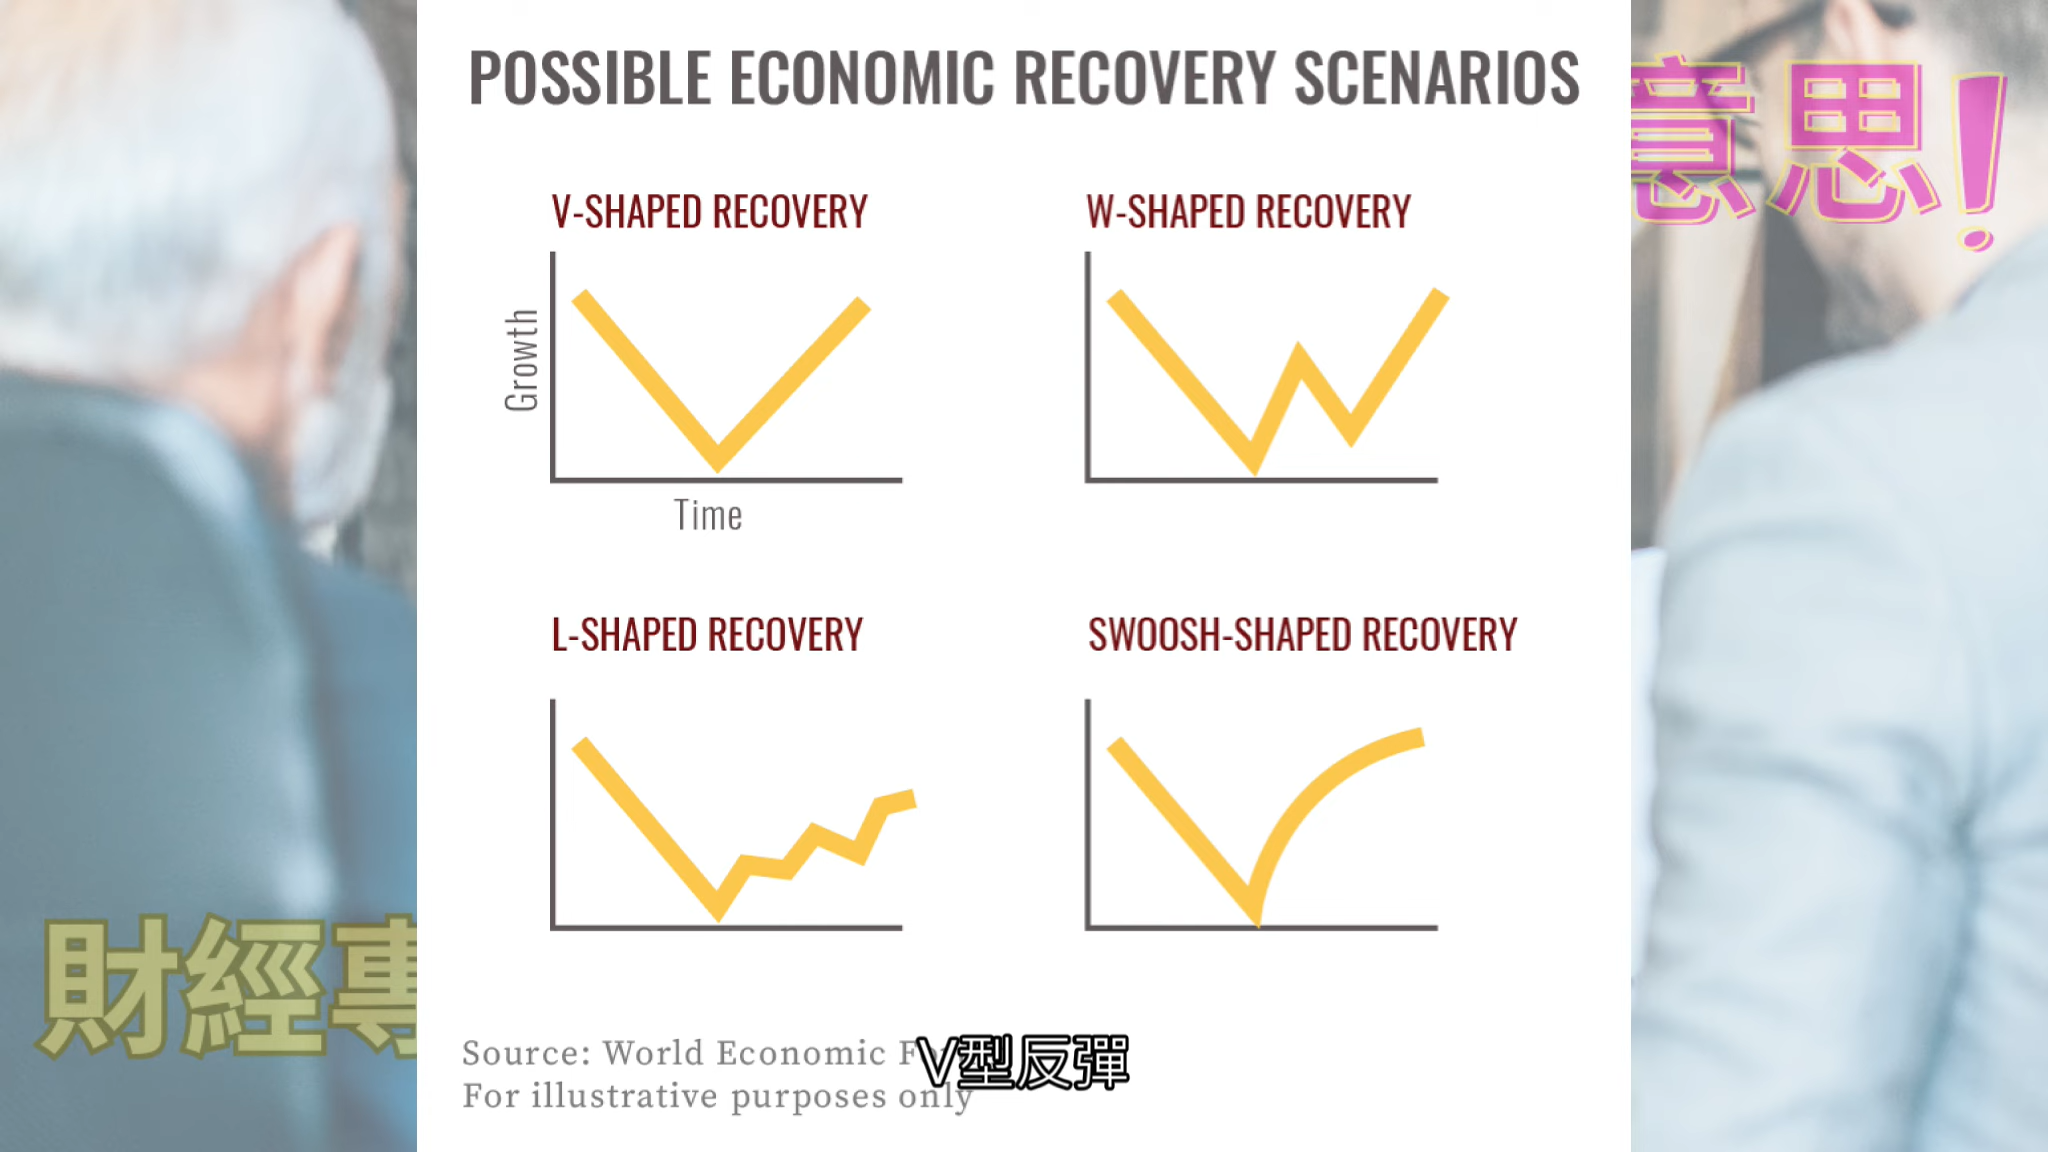 POSSIBLE ECONOMIC RECOVERY SCENARIOS
意思!
V-SHAPED RECOVERY
W-SHAPED RECOVERY
Growth
Time
L-SHAPED RECOVERY
SWOOSH-SHAPED RECOVERY
財經專
Source: World Economic
V型反彈
For illustrative purposes only